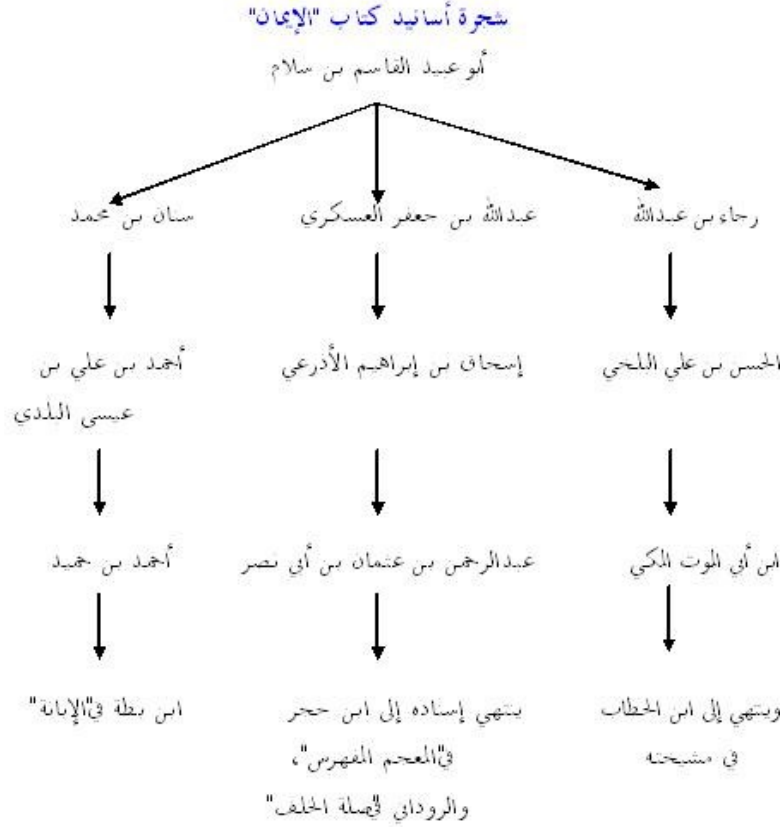 شجرة أسانيد كتاب "الإيمان"
أبو عبيد القاسم بن سلام
رجاء بن عبدالله
عبدالله بن جعفر العسكري
سنان بن محمد
الحسن بن علي البلخي
إسحاق بن إبراهيم الأذرعي
أحمد بن علي بن
عيسى البلدي
ابن أبي الموت المكي
عبدالرحمن بن عثمان بن أبي نصر
أحمد بن حميد
وينتهي إلى ابن الحطاب
في مشيخته
ينتهي إسناده إلى ابن حجر
في"المعجم المفهرس"،
والروداني في"صلة الخلف"
ابن بطة في"الإبانة"